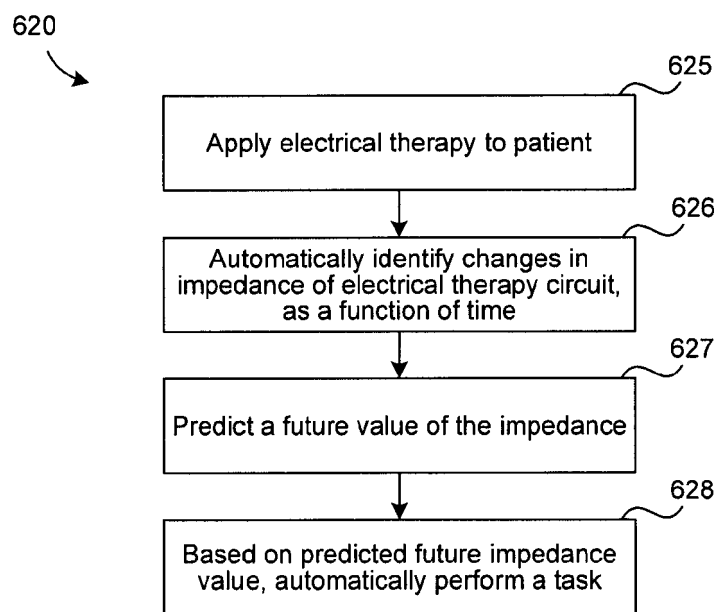 620
625
Apply electrical therapy to patient
626
Automatically identify changes in
impedance of electrical therapy circuit,
as a function of time
627
Predict a future value of the impedance
628
Based on predicted future impedance
value, automatically perform a task